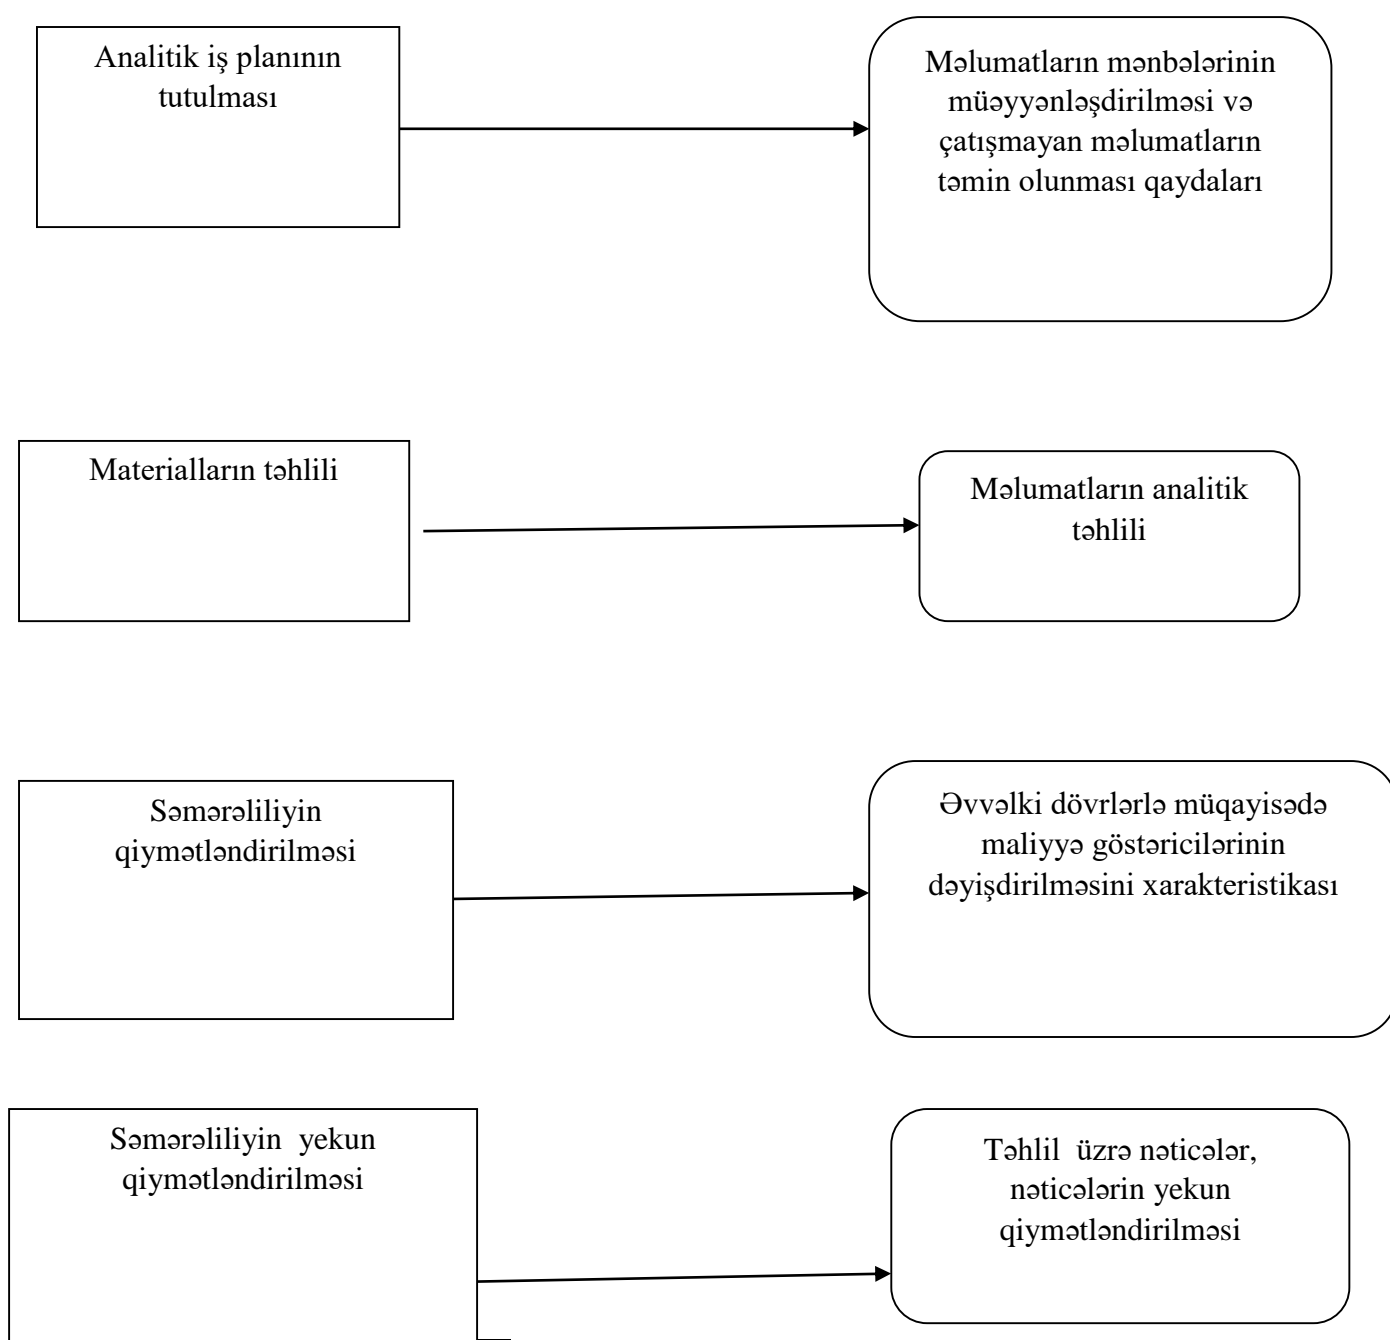 Analitik iş planının
tutulması
Məlumatların mənbələrinin
müəyyənləşdirilməsi və
çatışmayan məlumatların
təmin olunması qaydaları
Materialların təhlili
Məlumatların analitik
təhlili
Səmərəliliyin
qiymətləndirilməsi
Əvvəlki dövrlərlə müqayisədə
maliyyə göstəricilərinin
dəyişdirilməsini xarakteristikası
Səmərəliliyin  yekun
qiymətləndirilməsi
Təhlil  üzrə nəticələr,
nəticələrin yekun
qiymətləndirilməsi